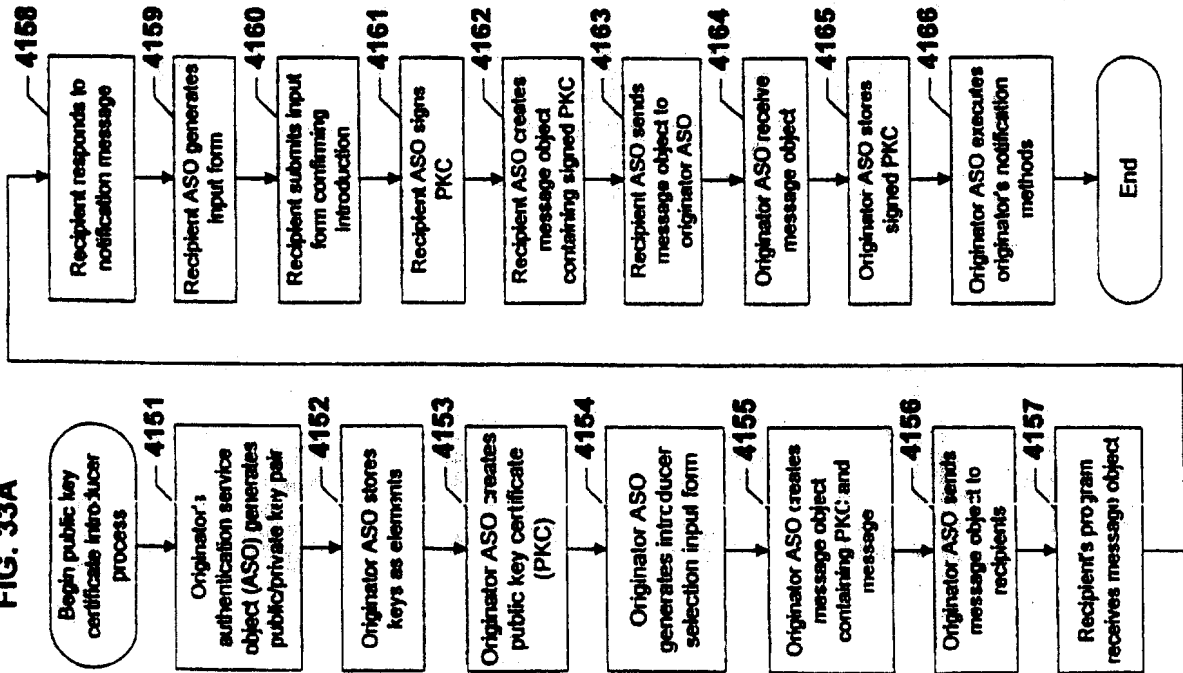 FIG. 33A
Begin public key
certificate introducer
process
4151
Originator's
authentication service
object (ASO) generates
public/private key pair
4152
Originator ASO stores
keys as elements
4153
Originator ASO creates
public key certificate
(PKC)
4154
Originator ASO
generates introducer
selection input form
4155
Originator ASO creates
message object
containing PKC and
message
4156
Originator ASO sends
message object to
recipients
4157
Recipient's program
receives message object
4158
Recipient responds to
notification message
4159
Recipient ASO generates
input form
4160
Recipient submits input
form confirming
introduction
4161
Recipient ASO signs
PKC
4162
Recipient ASO creates
message object
containing signed PKC
4163
Recipient ASO sends
message object to
originator ASO
4164
Originator ASO receive
message object
4165
Originator ASO stores
signed PKC
4166
Originator ASO executes
originator's notification
methods
End